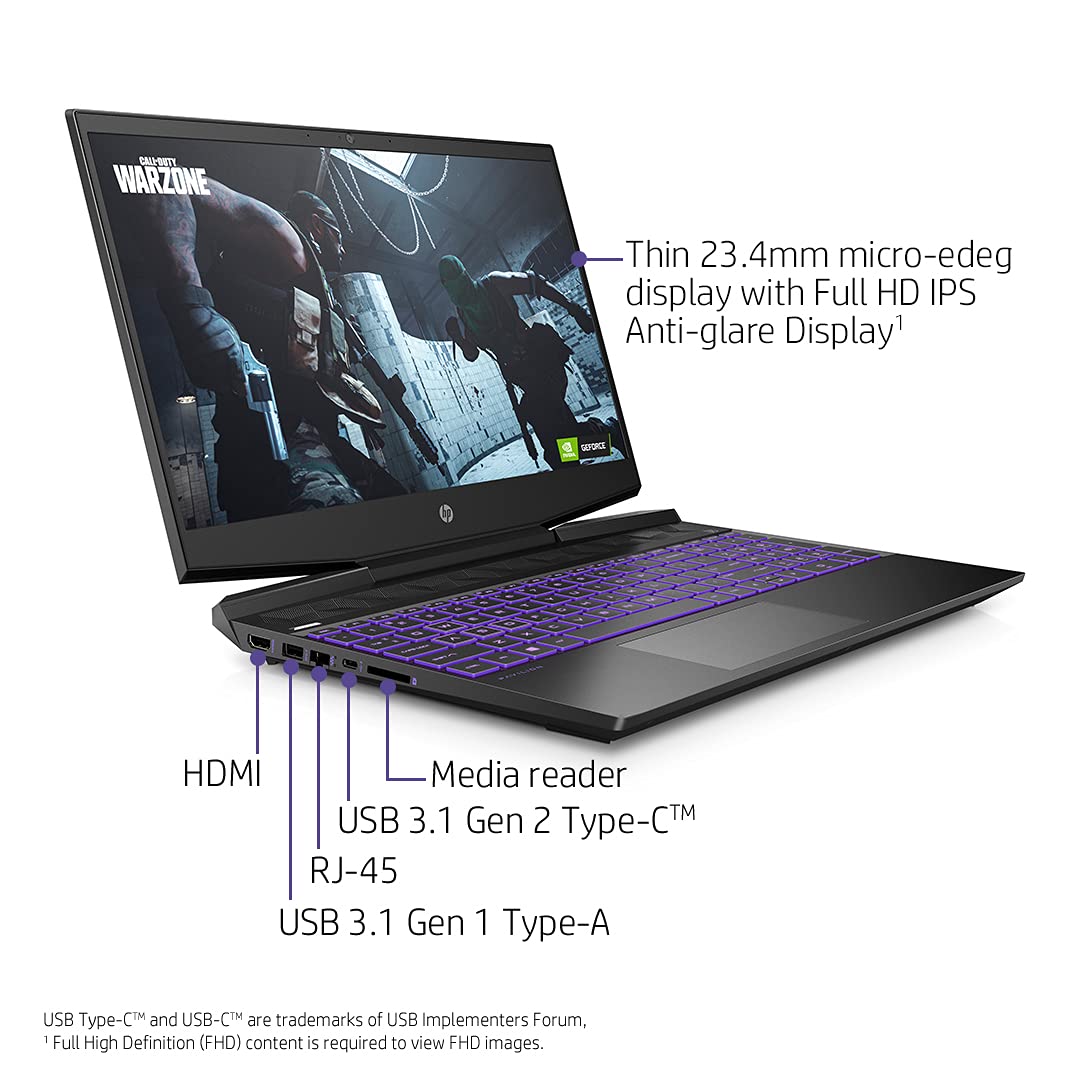 CALL OF DUTY
WARZONE
Thin 23.4mm micro-edeg
display with Full HD IPS
Anti-glare Display¹
NVIDIA GEFORCE
hp
PAVILION
HDMI
Media reader
USB 3.1 Gen 2 Type-C™
RJ-45
USB 3.1 Gen 1 Type-A
USB Type-C™ and USB-C™ are trademarks of USB Implementers Forum,
¹ Full High Definition (FHD) content is required to view FHD images.